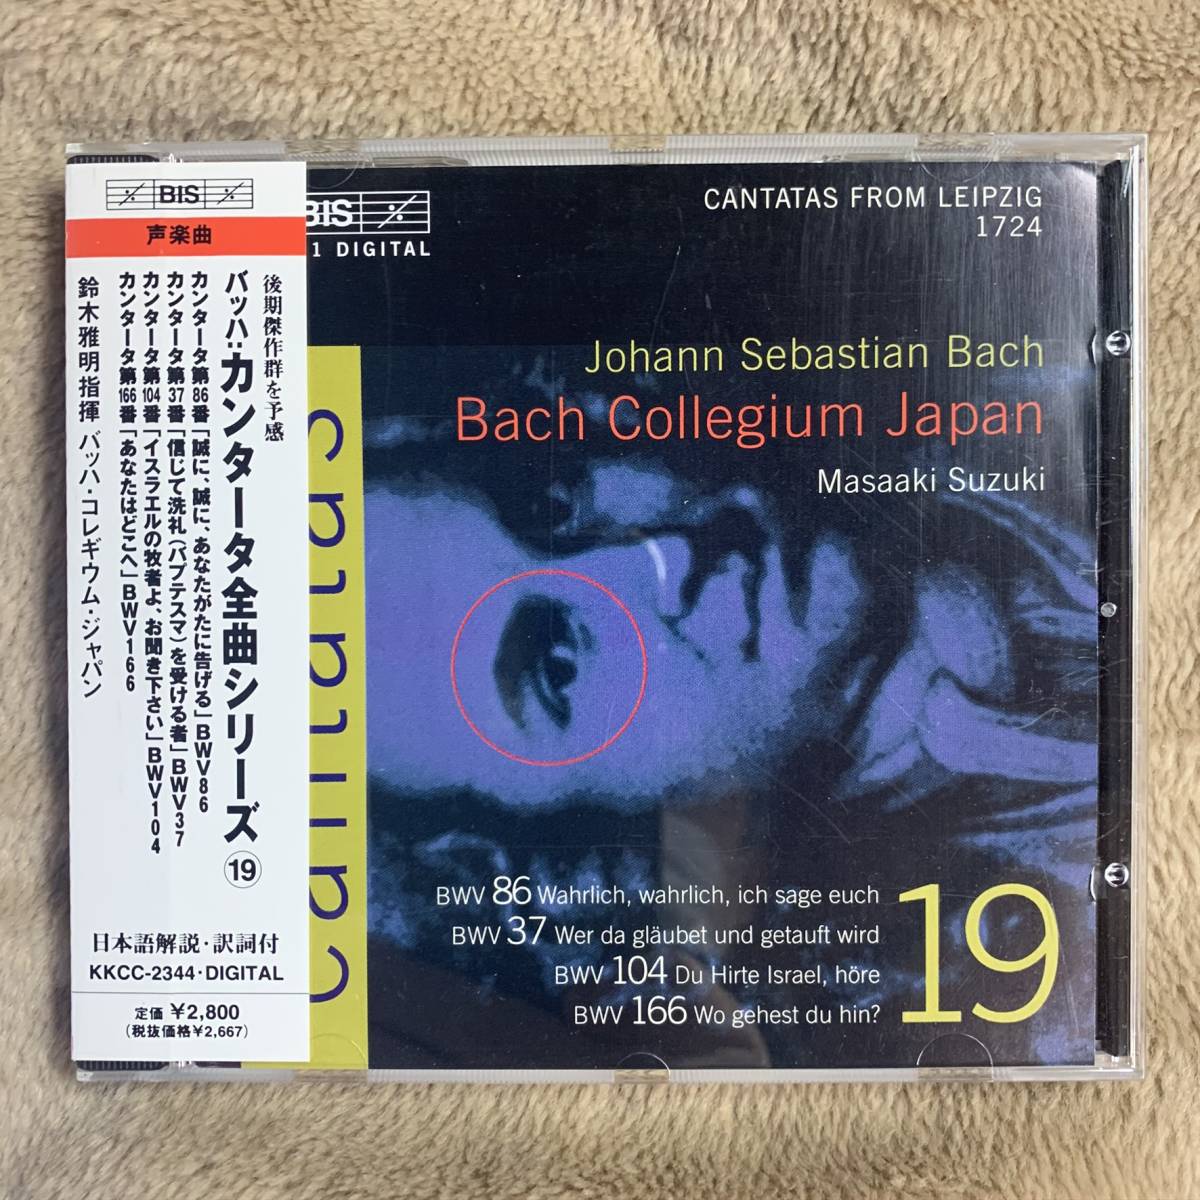 BIS
声楽曲
後期傑作群を予感
バッハ:カンタータ全曲シリーズ⑲
カンタータ第86番「誠に、誠に、あなたがたに告げる」BWV86
カンタータ第37番「信じて洗礼(バプテスマ)を受ける者」BWV37
カンタータ第104番「イスラエルの牧者よ、お聞き下さい」BWV104
カンタータ第166番「あなたはどこへ」BWV166
鈴木雅明指揮 バッハ・コレギウム・ジャパン
日本語解説・訳詞付
KKCC-2344・DIGITAL
定価 ¥2,800
(税抜価格¥2,667)
BIS
1 DIGITAL
CANTATAS FROM LEIPZIG
1724
Johann Sebastian Bach
Bach Collegium Japan
Masaaki Suzuki
BWV 86 Wahrlich, wahrlich, ich sage euch
BWV 37 Wer da gläubet und getauft wird
BWV 104 Du Hirte Israel, höre
BWV 166 Wo gehest du hin?
19